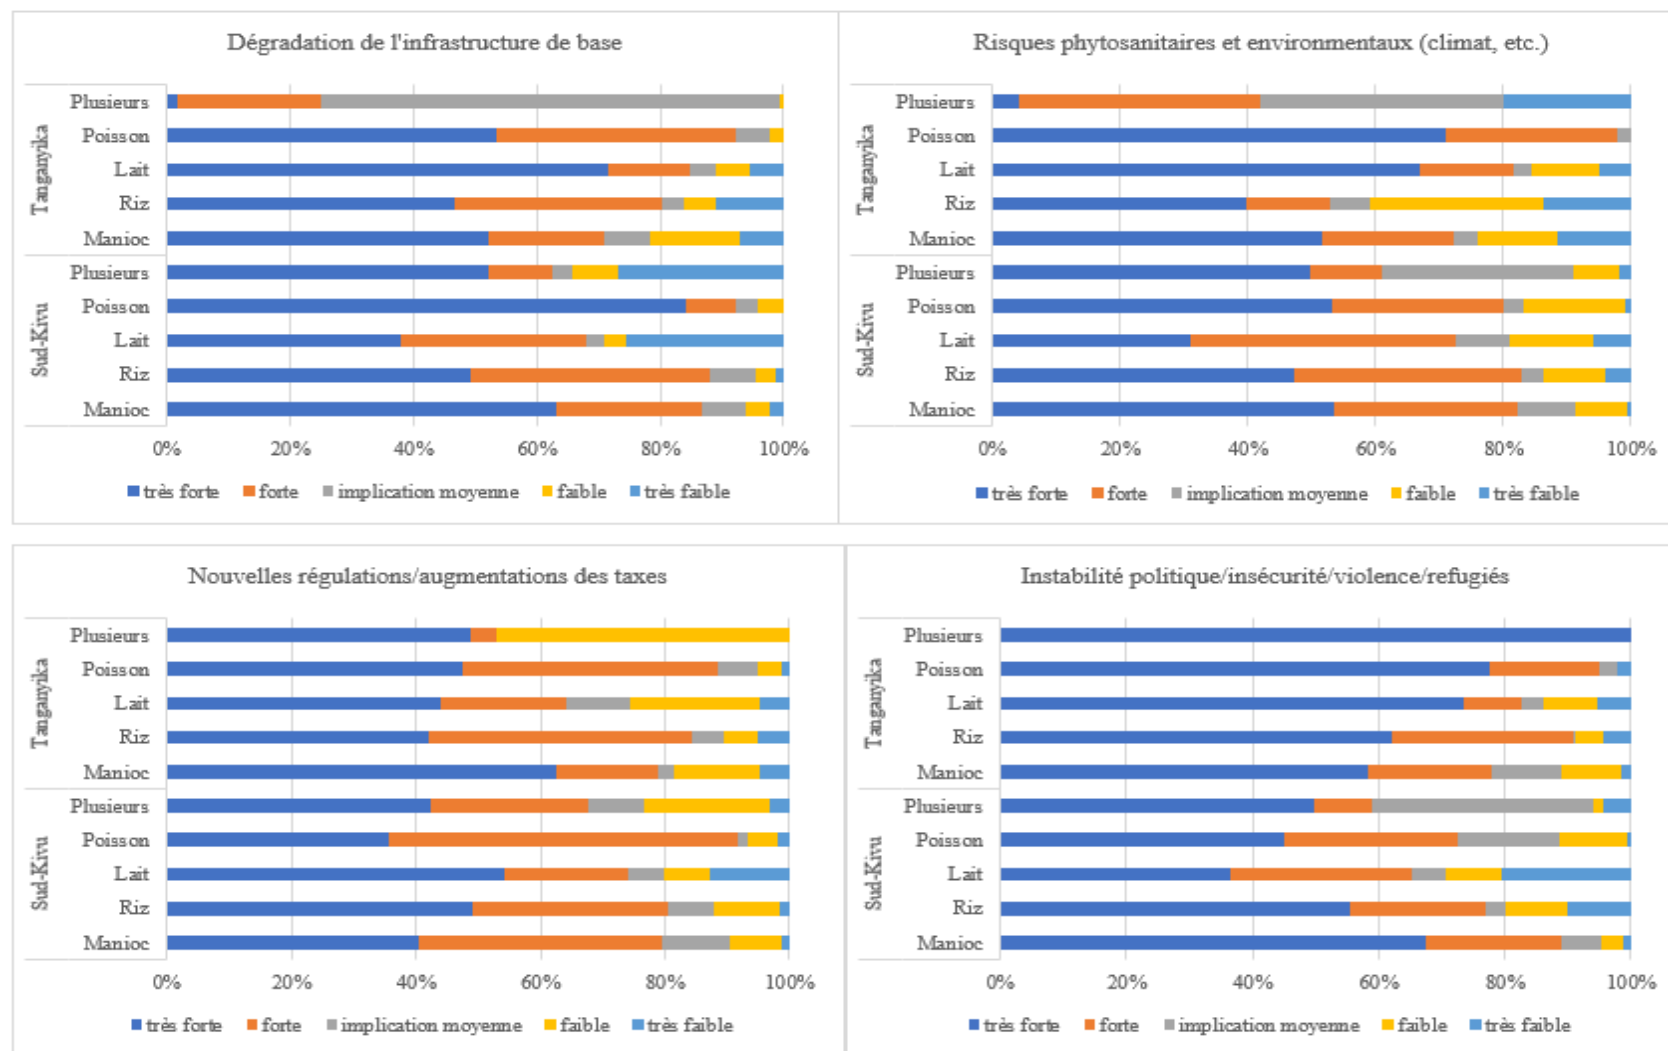 Dégradation de l'infrastructure de base
Tanganyika
Plusieurs
Poisson
Lait
Riz
Manioc
Sud-Kivu
Plusieurs
Poisson
Lait
Riz
Manioc
0% 20% 40% 60% 80% 100%
très forte forte implication moyenne faible très faible
Risques phytosanitaires et environmentaux (climat, etc.)
Tanganyika
Plusieurs
Poisson
Lait
Riz
Manioc
Sud-Kivu
Plusieurs
Poisson
Lait
Riz
Manioc
0% 20% 40% 60% 80% 100%
très forte forte implication moyenne faible très faible
Nouvelles régulations/augmentations des taxes
Tanganyika
Plusieurs
Poisson
Lait
Riz
Manioc
Sud-Kivu
Plusieurs
Poisson
Lait
Riz
Manioc
0% 20% 40% 60% 80% 100%
très forte forte implication moyenne faible très faible
Instabilité politique/insécurité/violence/refugiés
Tanganyika
Plusieurs
Poisson
Lait
Riz
Manioc
Sud-Kivu
Plusieurs
Poisson
Lait
Riz
Manioc
0% 20% 40% 60% 80% 100%
très forte forte implication moyenne faible très faible